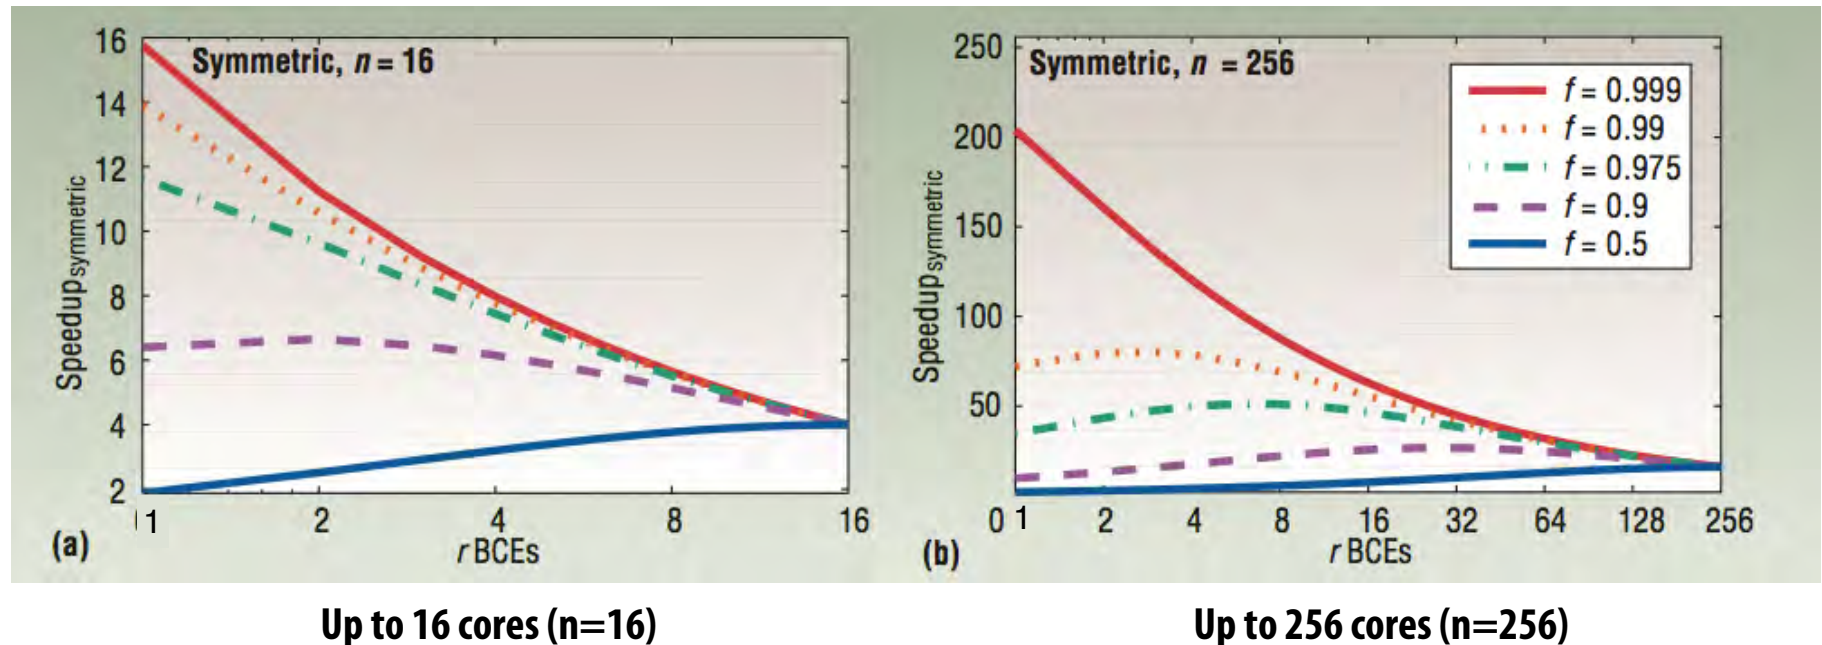 Symmetric, n = 16
16
14
12
10
8
6
4
2
Speedup symmetric
1 2 4 8 16
r BCEs
(a)
Symmetric, n = 256
250
200
150
100
50
0
Speedup symmetric
f = 0.999
f = 0.99
f = 0.975
f = 0.9
f = 0.5
1 2 4 8 16 32 64 128 256
r BCEs
(b)
Up to 16 cores (n=16)
Up to 256 cores (n=256)